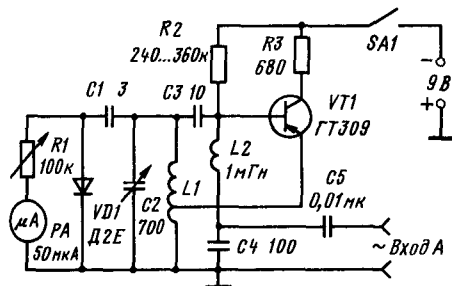 R2
240...360к
R3
680
SA1
–
9 В
+
C1 3
C3 10
VT1
ГТ309
R1
100к
L2
1мГн
C5
0,01мк
VD1
Д2Е
C2
700
L1
μA
PA
50мкА
C4 100
~ Вход А